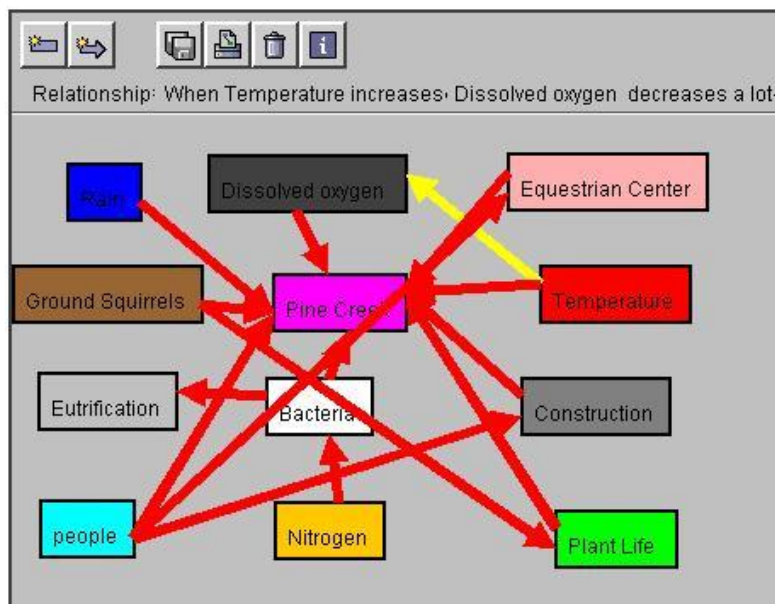 Relationship: When Temperature increases, Dissolved oxygen decreases a lot
Rain
Dissolved oxygen
Equestrian Center
Ground Squirrels
Pine Creek
Temperature
Eutrification
Bacteria
Construction
people
Nitrogen
Plant Life